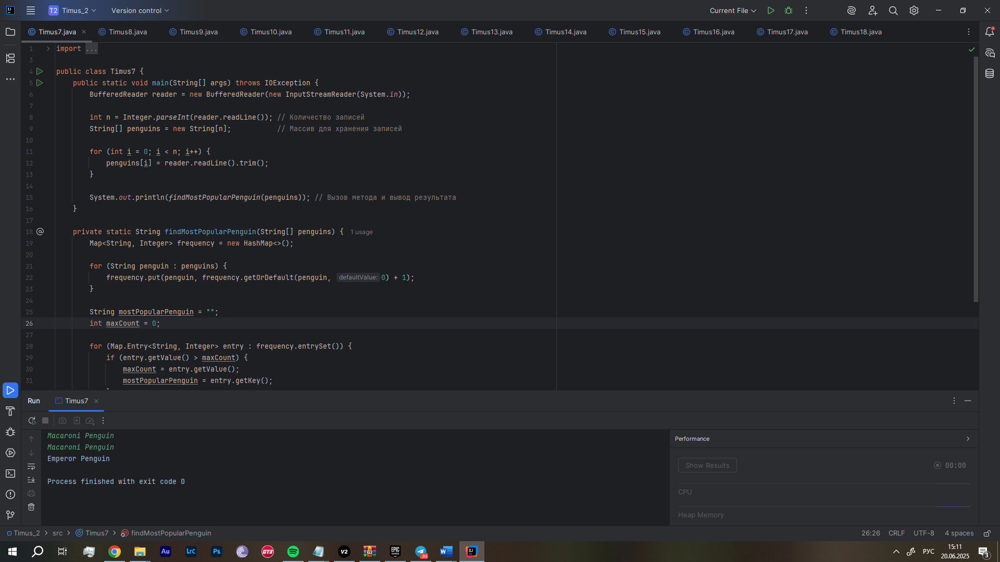 T2 Timus_2 Version control Current File
Timus7.java Timus8.java Timus9.java Timus10.java Timus11.java Timus12.java Timus13.java Timus14.java Timus15.java Timus16.java Timus17.java Timus18.java
1 import ...
3
4 public class Timus7 {
5 public static void main(String[] args) throws IOException {
6 BufferedReader reader = new BufferedReader(new InputStreamReader(System.in));
7
8 int n = Integer.parseInt(reader.readLine()); // Количество записей
9 String[] penguins = new String[n]; // Массив для хранения записей
10
11 for (int i = 0; i < n; i++) {
12 penguins[i] = reader.readLine().trim();
13 }
14
15 System.out.println(findMostPopularPenguin(penguins)); // Вызов метода и вывод результата
16 }
17
18 private static String findMostPopularPenguin(String[] penguins) { 1 usage
19 Map<String, Integer> frequency = new HashMap<>();
20
21 for (String penguin : penguins) {
22 frequency.put(penguin, frequency.getOrDefault(penguin, defaultValue: 0) + 1);
23 }
24
25 String mostPopularPenguin = "";
26 int maxCount = 0;
27
28 for (Map.Entry<String, Integer> entry : frequency.entrySet()) {
29 if (entry.getValue() > maxCount) {
30 maxCount = entry.getValue();
31 mostPopularPenguin = entry.getKey();
Run Timus7
Macaroni Penguin
Macaroni Penguin
Emperor Penguin
Process finished with exit code 0
Performance
Show Results 00:00
CPU
Heap Memory
Timus_2 > src > Timus7 > findMostPopularPenguin 26:26 CRLF UTF-8 4 spaces
Au Lrc Ps GT3 V2 EPIC GAMES 99 W IJ РУС 15:11
20.06.2025 3